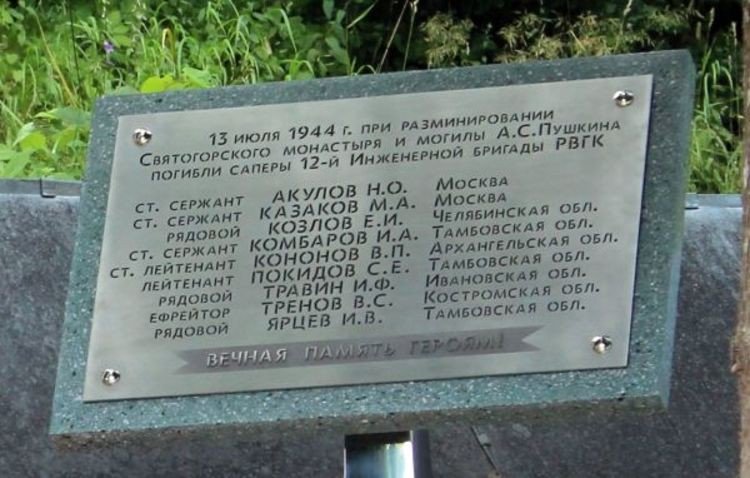 13 июля 1944 г. при разминировании
Святогорского монастыря и могилы А.С.Пушкина
погибли саперы 12-й Инженерной бригады РВГК
ст. сержант АКУЛОВ Н.О. Москва
ст. сержант КАЗАКОВ М.А. Москва
рядовой КОЗЛОВ Е.И. Челябинская обл.
ст. сержант КОМБАРОВ И.А. Тамбовская обл.
ст. лейтенант КОНОНОВ В.П. Архангельская обл.
лейтенант ПОКИДОВ С.Е. Тамбовская обл.
рядовой ТРАВИН И.Ф. Ивановская обл.
ефрейтор ТРЕНОВ В.С. Костромская обл.
рядовой ЯРЦЕВ И.В. Тамбовская обл.
ВЕЧНАЯ ПАМЯТЬ ГЕРОЯМ!